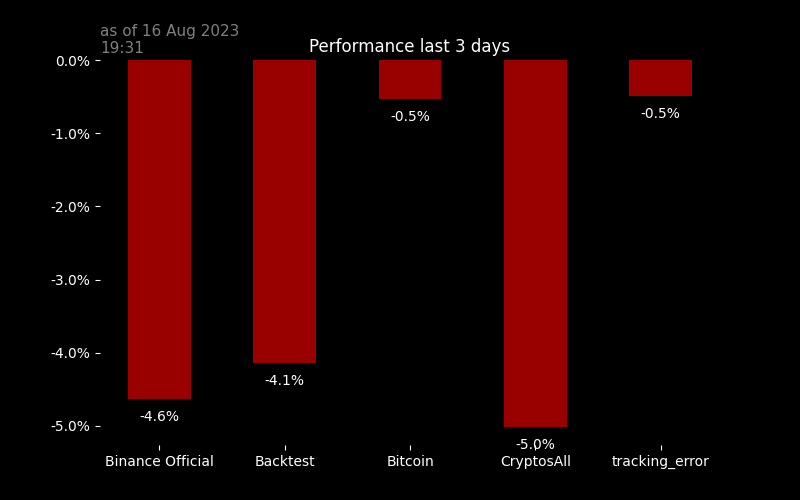 as of 16 Aug 2023
19:31
Performance last 3 days
0.0%
-1.0%
-2.0%
-3.0%
-4.0%
-5.0%
-4.6%
-4.1%
-0.5%
-5.0%
-0.5%
Binance Official
Backtest
Bitcoin
CryptosAll
tracking_error